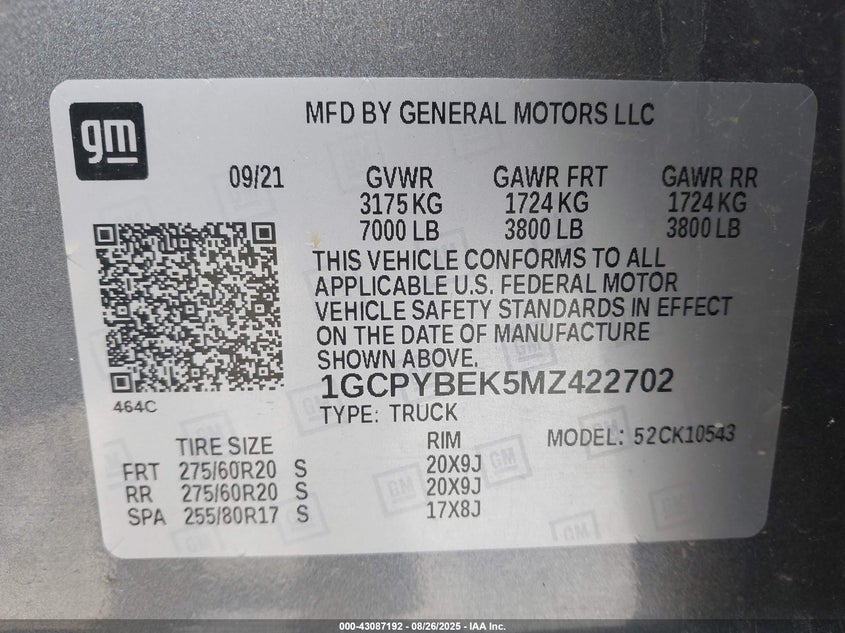 gm
MFD BY GENERAL MOTORS LLC
09/21 GVWR GAWR FRT GAWR RR
3175 KG 1724 KG 1724 KG
7000 LB 3800 LB 3800 LB
THIS VEHICLE CONFORMS TO ALL
APPLICABLE U.S. FEDERAL MOTOR
VEHICLE SAFETY STANDARDS IN EFFECT
ON THE DATE OF MANUFACTURE
SHOWN ABOVE.
464C
1GCPYBEK5MZ422702
TYPE: TRUCK
TIRE SIZE RIM MODEL: 52CK10543
FRT 275/60R20 S 20X9J
RR 275/60R20 S 20X9J
SPA 255/80R17 S 17X8J
000-43087192 - 08/26/2025 - IAA Inc.